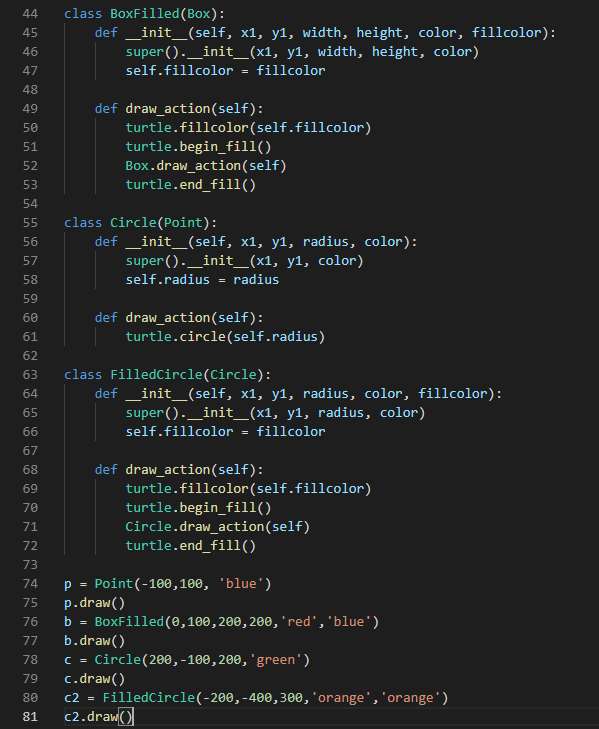 44 class BoxFilled(Box):
45     def __init__(self, x1, y1, width, height, color, fillcolor):
46         super().__init__(x1, y1, width, height, color)
47         self.fillcolor = fillcolor
48
49     def draw_action(self):
50         turtle.fillcolor(self.fillcolor)
51         turtle.begin_fill()
52         Box.draw_action(self)
53         turtle.end_fill()
54
55 class Circle(Point):
56     def __init__(self, x1, y1, radius, color):
57         super().__init__(x1, y1, color)
58         self.radius = radius
59
60     def draw_action(self):
61         turtle.circle(self.radius)
62
63 class FilledCircle(Circle):
64     def __init__(self, x1, y1, radius, color, fillcolor):
65         super().__init__(x1, y1, radius, color)
66         self.fillcolor = fillcolor
67
68     def draw_action(self):
69         turtle.fillcolor(self.fillcolor)
70         turtle.begin_fill()
71         Circle.draw_action(self)
72         turtle.end_fill()
73
74 p = Point(-100,100, 'blue')
75 p.draw()
76 b = BoxFilled(0,100,200,200,'red','blue')
77 b.draw()
78 c = Circle(200,-100,200,'green')
79 c.draw()
80 c2 = FilledCircle(-200,-400,300,'orange','orange')
81 c2.draw()